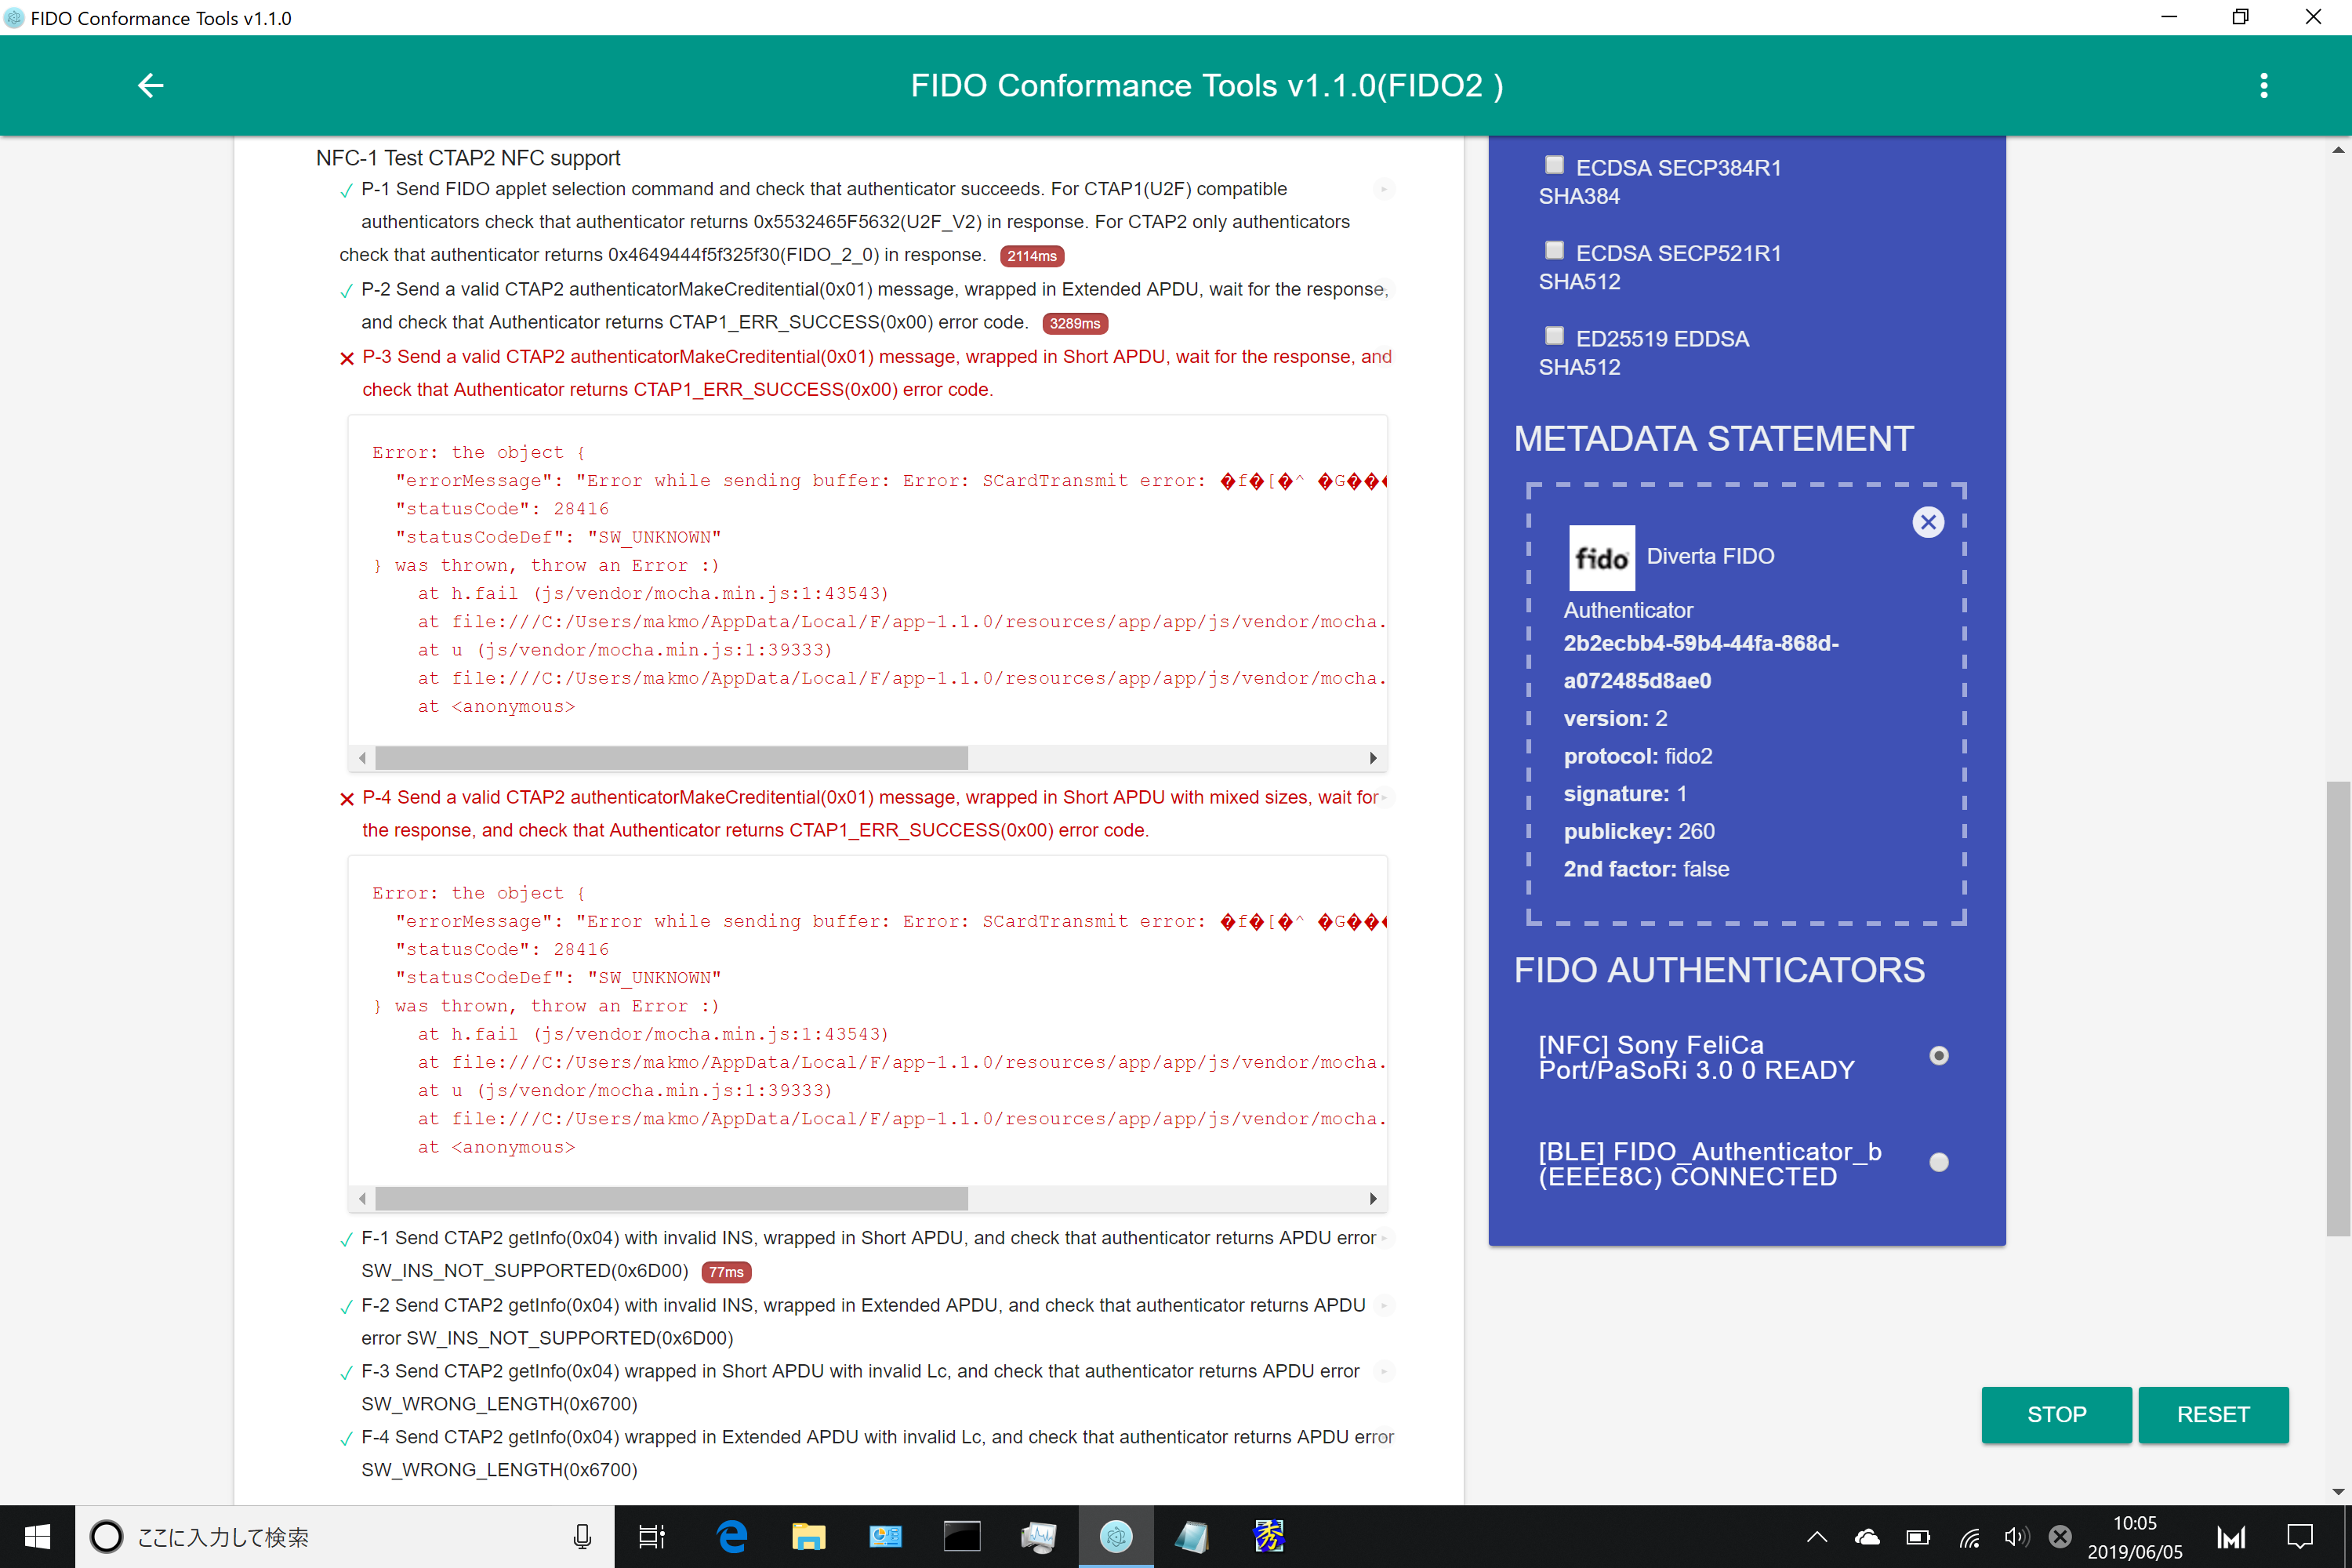 FIDO Conformance Tools v1.1.0
FIDO Conformance Tools v1.1.0(FIDO2 )
NFC-1 Test CTAP2 NFC support
✓ P-1 Send FIDO applet selection command and check that authenticator succeeds. For CTAP1(U2F) compatible
authenticators check that authenticator returns 0x5532465F5632(U2F_V2) in response. For CTAP2 only authenticators
check that authenticator returns 0x4649444f5f325f30(FIDO_2_0) in response. 2114ms
✓ P-2 Send a valid CTAP2 authenticatorMakeCreditential(0x01) message, wrapped in Extended APDU, wait for the response,
and check that Authenticator returns CTAP1_ERR_SUCCESS(0x00) error code. 3289ms
× P-3 Send a valid CTAP2 authenticatorMakeCreditential(0x01) message, wrapped in Short APDU, wait for the response, and
check that Authenticator returns CTAP1_ERR_SUCCESS(0x00) error code.
Error: the object {
"errorMessage": "Error while sending buffer: Error: SCardTransmit error: �f�[�^ �G���
"statusCode": 28416
"statusCodeDef": "SW_UNKNOWN"
} was thrown, throw an Error :)
at h.fail (js/vendor/mocha.min.js:1:43543)
at file:///C:/Users/makmo/AppData/Local/F/app-1.1.0/resources/app/app/js/vendor/mocha.
at u (js/vendor/mocha.min.js:1:39333)
at file:///C:/Users/makmo/AppData/Local/F/app-1.1.0/resources/app/app/js/vendor/mocha.
at <anonymous>
× P-4 Send a valid CTAP2 authenticatorMakeCreditential(0x01) message, wrapped in Short APDU with mixed sizes, wait for
the response, and check that Authenticator returns CTAP1_ERR_SUCCESS(0x00) error code.
Error: the object {
"errorMessage": "Error while sending buffer: Error: SCardTransmit error: �f�[�^ �G���
"statusCode": 28416
"statusCodeDef": "SW_UNKNOWN"
} was thrown, throw an Error :)
at h.fail (js/vendor/mocha.min.js:1:43543)
at file:///C:/Users/makmo/AppData/Local/F/app-1.1.0/resources/app/app/js/vendor/mocha.
at u (js/vendor/mocha.min.js:1:39333)
at file:///C:/Users/makmo/AppData/Local/F/app-1.1.0/resources/app/app/js/vendor/mocha.
at <anonymous>
✓ F-1 Send CTAP2 getInfo(0x04) with invalid INS, wrapped in Short APDU, and check that authenticator returns APDU error
SW_INS_NOT_SUPPORTED(0x6D00) 77ms
✓ F-2 Send CTAP2 getInfo(0x04) with invalid INS, wrapped in Extended APDU, and check that authenticator returns APDU
error SW_INS_NOT_SUPPORTED(0x6D00)
✓ F-3 Send CTAP2 getInfo(0x04) wrapped in Short APDU with invalid Lc, and check that authenticator returns APDU error
SW_WRONG_LENGTH(0x6700)
✓ F-4 Send CTAP2 getInfo(0x04) wrapped in Extended APDU with invalid Lc, and check that authenticator returns APDU error
SW_WRONG_LENGTH(0x6700)
ECDSA SECP384R1
SHA384
ECDSA SECP521R1
SHA512
ED25519 EDDSA
SHA512
METADATA STATEMENT
fido Diverta FIDO
Authenticator
2b2ecbb4-59b4-44fa-868d-
a072485d8ae0
version: 2
protocol: fido2
signature: 1
publickey: 260
2nd factor: false
FIDO AUTHENTICATORS
[NFC] Sony FeliCa
Port/PaSoRi 3.0 0 READY
[BLE] FIDO_Authenticator_b
(EEEE8C) CONNECTED
STOP
RESET
ここに入力して検索
秀
10:05
2019/06/05